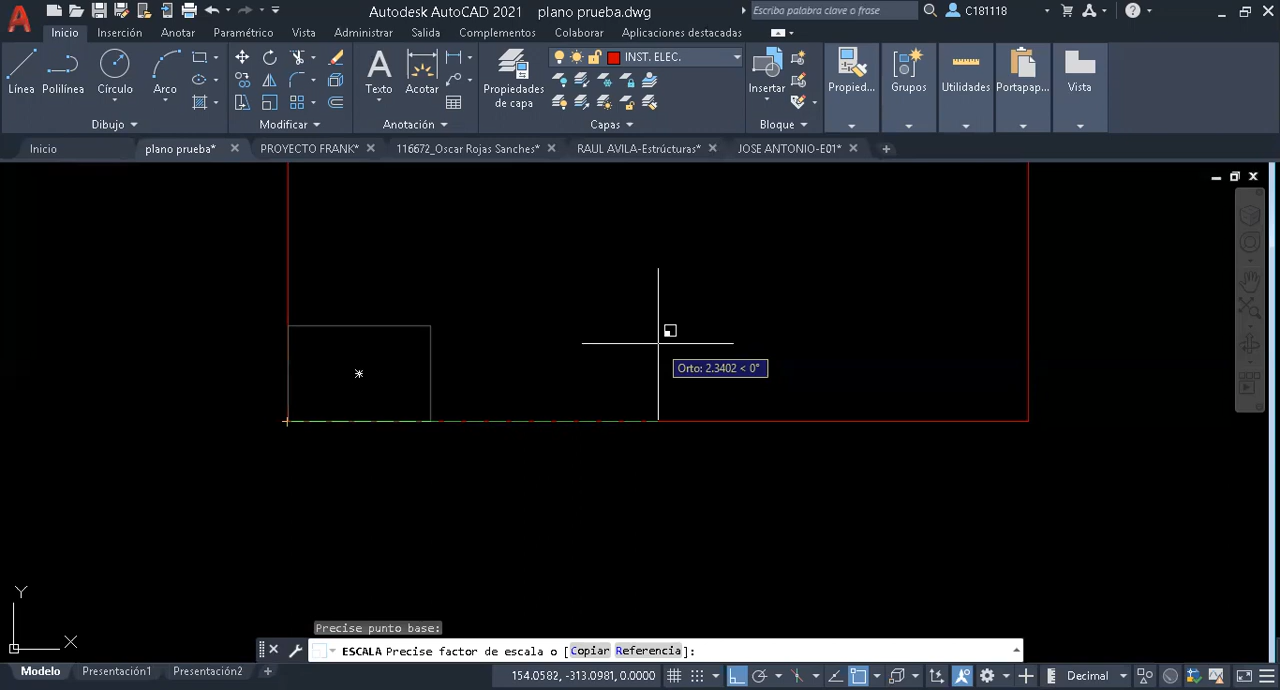 Autodesk AutoCAD 2021 plano prueba.dwg
Escriba palabra clave o frase
C181118
A
Inicio Inserción Anotar Paramétrico Vista Administrar Salida Complementos Colaborar Aplicaciones destacadas
INST. ELEC.
Línea Polilínea Círculo Arco
Texto Acotar
Propiedades de capa
Insertar
Propied... Grupos Utilidades Portapap... Vista
Dibujo Modificar Anotación Capas Bloque
Inicio plano prueba* PROYECTO FRANK* 116672_Oscar Rojas Sanches* RAUL AVILA-Estrúcturas* JOSE ANTONIO-E01*
Orto: 2.3402 < 0°
Y
X
Precise punto base:
ESCALA Precise factor de escala o [Copiar Referencia]:
Modelo Presentación1 Presentación2 154.0582, -313.0981, 0.0000 Decimal